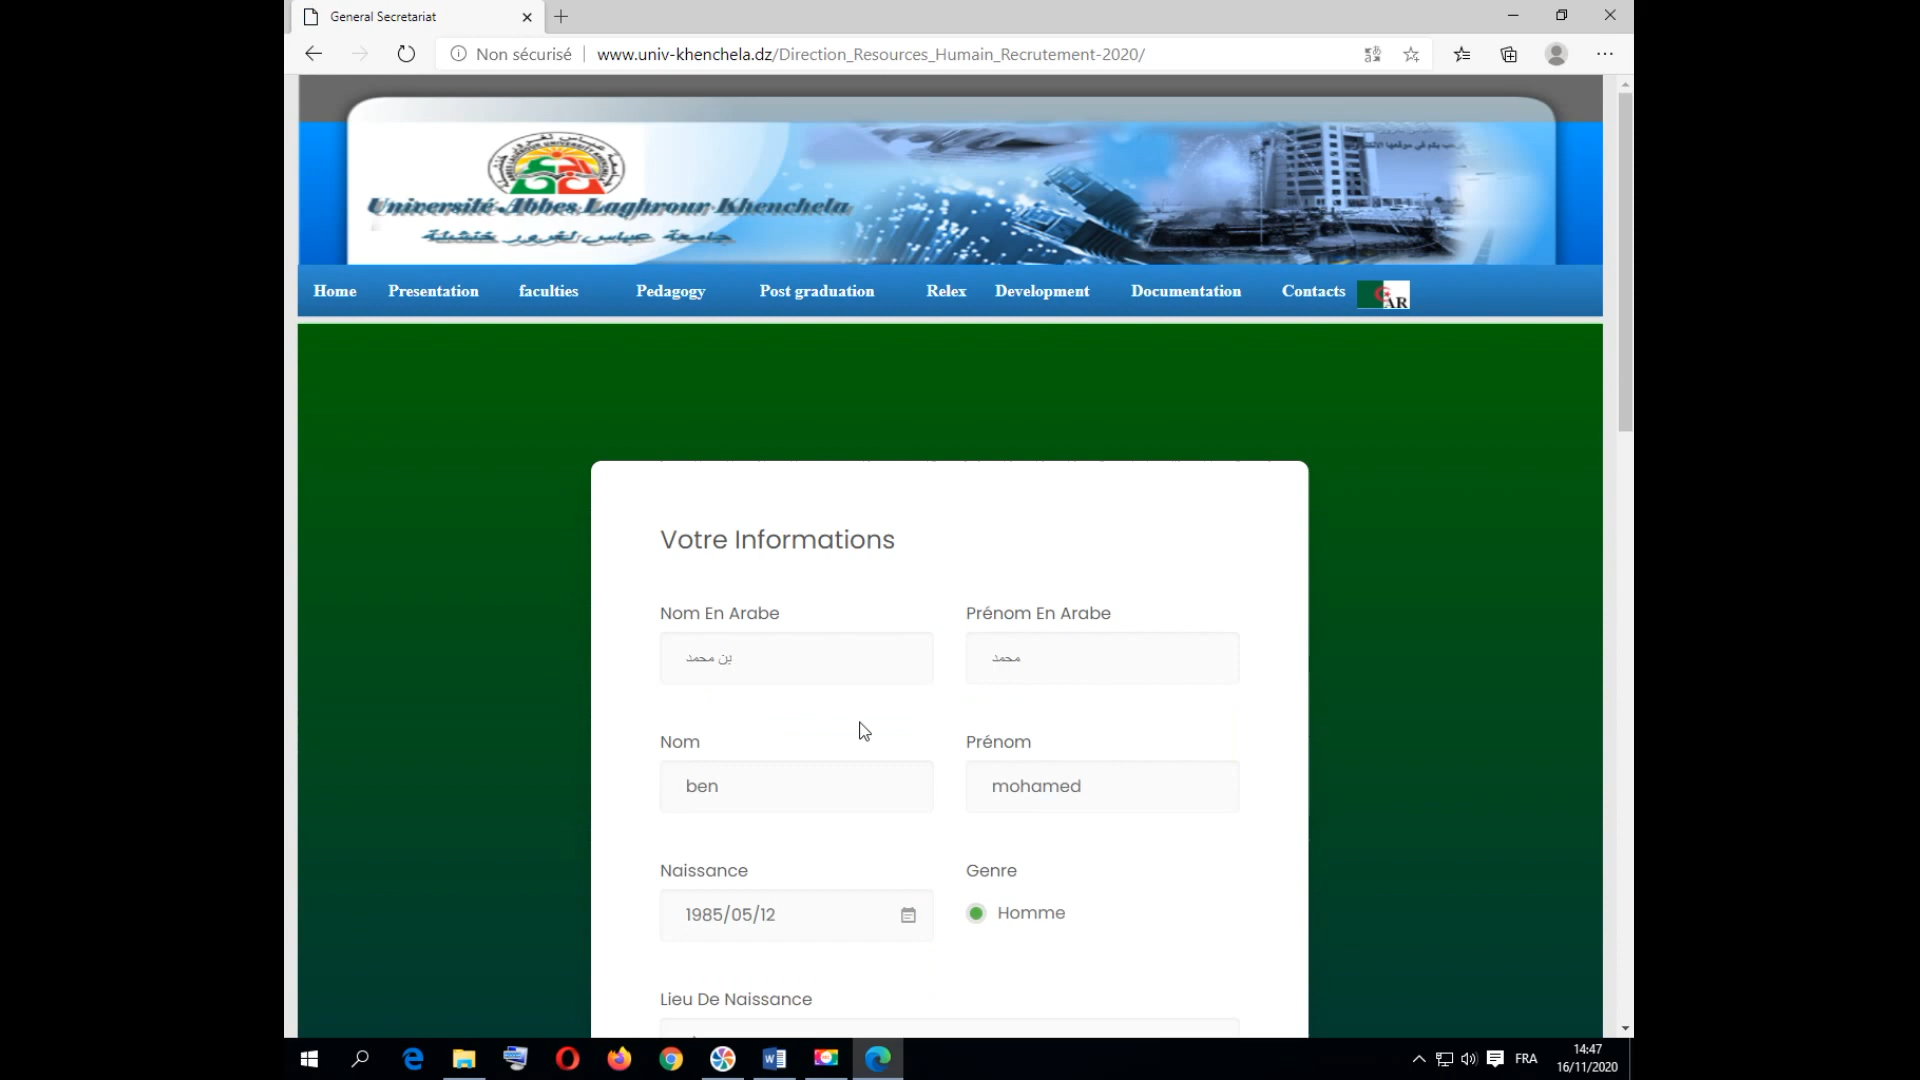 General Secretariat
Non sécurisé | www.univ-khenchela.dz/Direction_Resources_Humain_Recrutement-2020/
Université Abbes Laghrour Khenchela
جامعة عباس لغرور خنشلة
Home Presentation faculties Pedagogy Post graduation Relex Development Documentation Contacts AR
Votre Informations
Nom En Arabe Prénom En Arabe
بن محمد محمد
Nom Prénom
ben mohamed
Naissance Genre
1985/05/12 Homme
Lieu De Naissance
FRA 14:47
16/11/2020